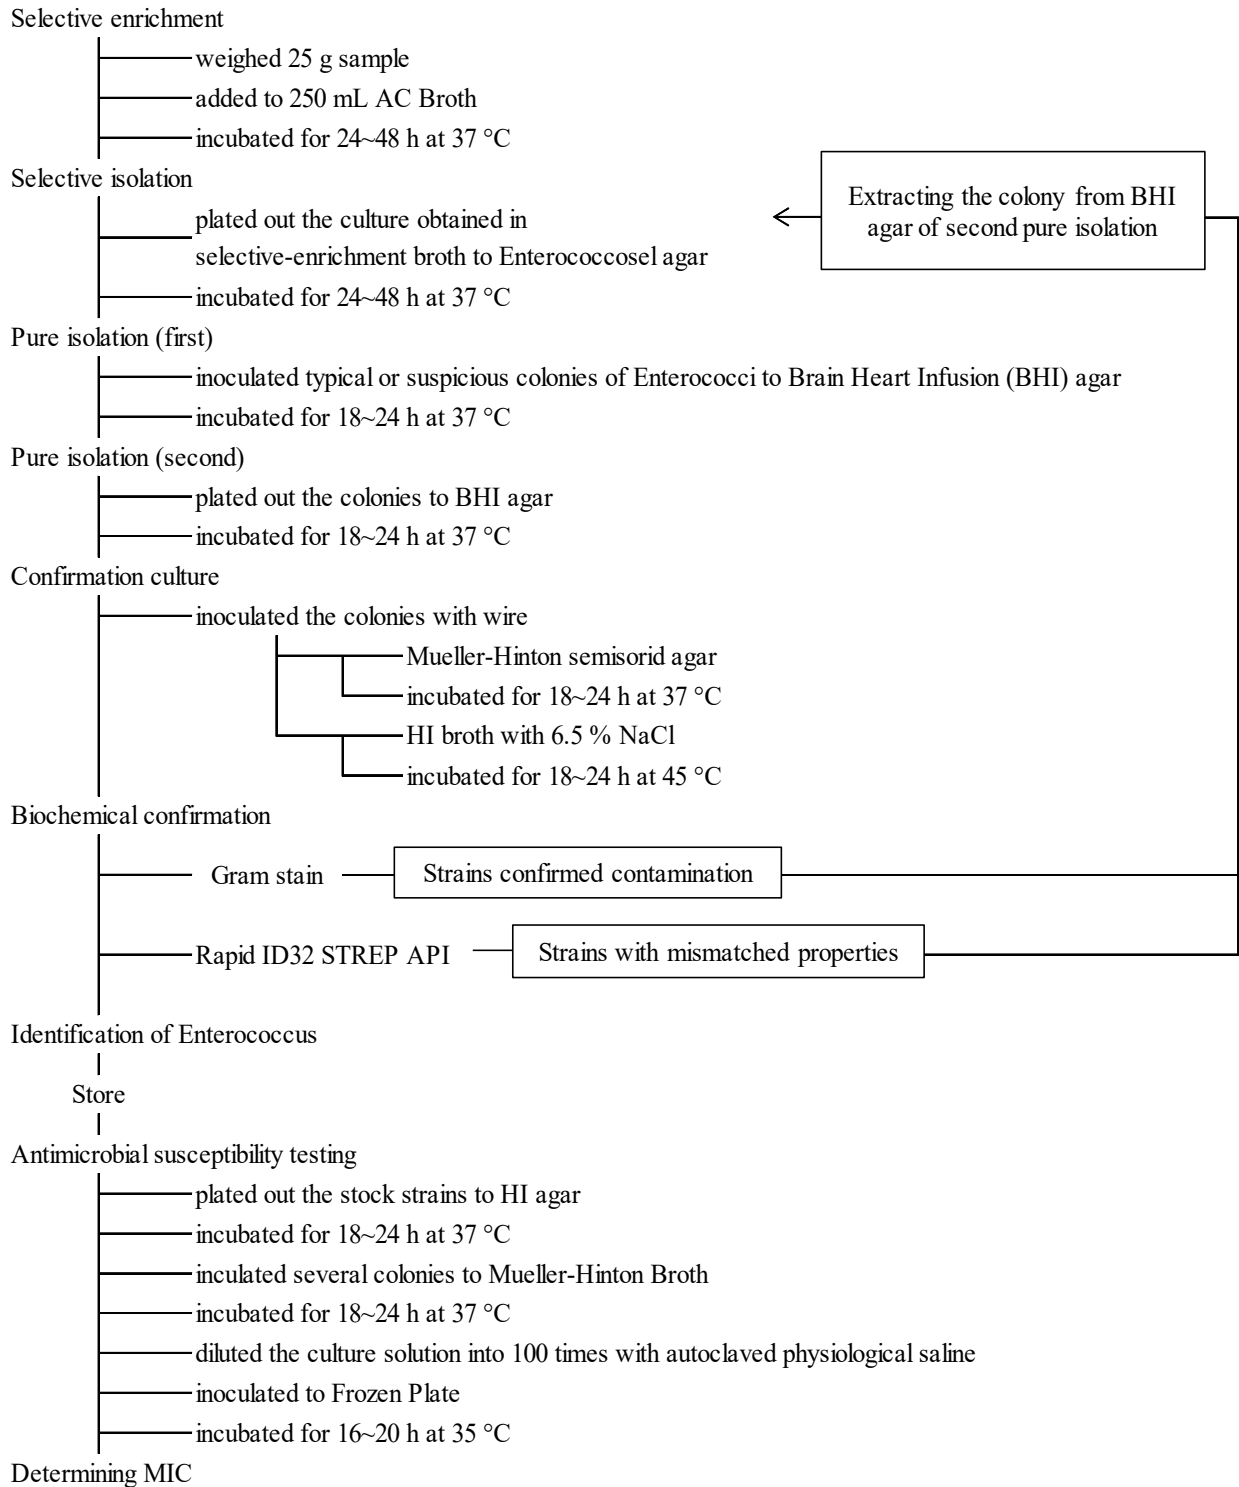 Selective enrichment
weighed 25 g sample
added to 250 mL AC Broth
incubated for 24~48 h at 37 °C
Selective isolation
plated out the culture obtained in
selective-enrichment broth to Enterococcosel agar
incubated for 24~48 h at 37 °C
Extracting the colony from BHI
agar of second pure isolation
Pure isolation (first)
inoculated typical or suspicious colonies of Enterococci to Brain Heart Infusion (BHI) agar
incubated for 18~24 h at 37 °C
Pure isolation (second)
plated out the colonies to BHI agar
incubated for 18~24 h at 37 °C
Confirmation culture
inoculated the colonies with wire
Mueller-Hinton semisorid agar
incubated for 18~24 h at 37 °C
HI broth with 6.5 % NaCl
incubated for 18~24 h at 45 °C
Biochemical confirmation
Gram stain
Strains confirmed contamination
Rapid ID32 STREP API
Strains with mismatched properties
Identification of Enterococcus
Store
Antimicrobial susceptibility testing
plated out the stock strains to HI agar
incubated for 18~24 h at 37 °C
inculated several colonies to Mueller-Hinton Broth
incubated for 18~24 h at 37 °C
diluted the culture solution into 100 times with autoclaved physiological saline
inoculated to Frozen Plate
incubated for 16~20 h at 35 °C
Determining MIC